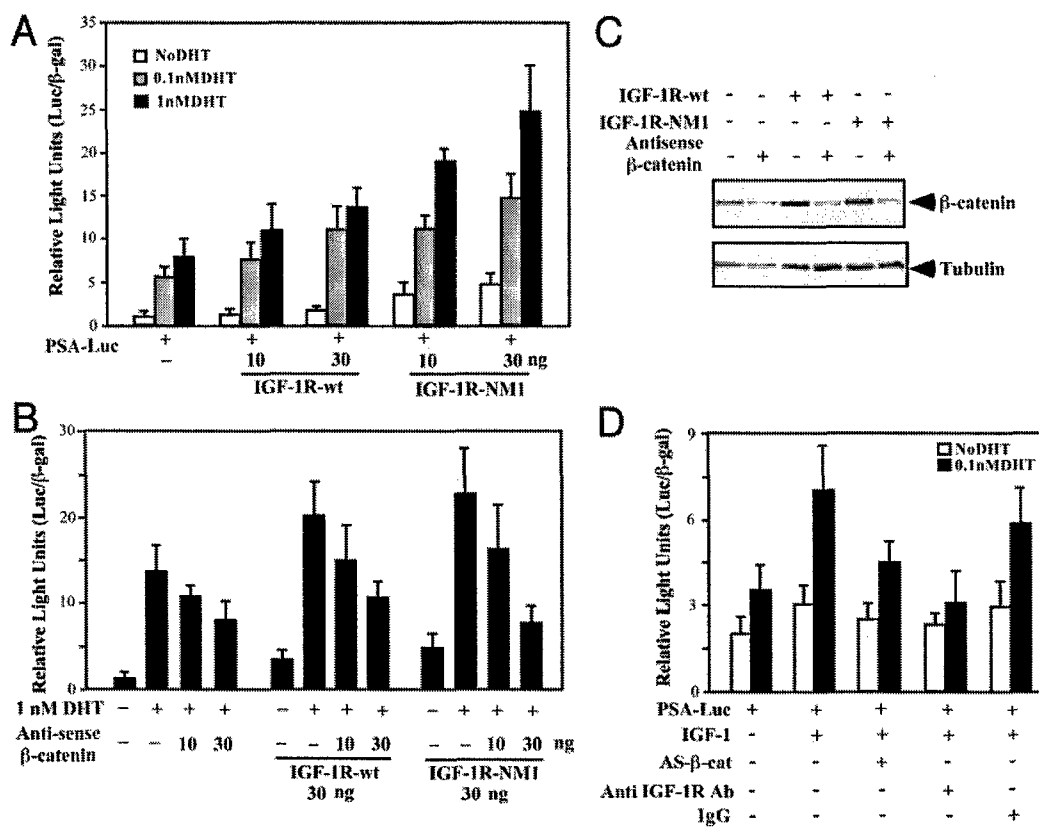 A
35
30
25
20
15
10
5
0
Relative Light Units (Luc/β-gal)
NoDHT
0.1nMDHT
1nMDHT
PSA-Luc + + + + +
– 10 30 10 30 ng
IGF-1R-wt IGF-1R-NM1
B
30
20
10
0
Relative Light Units (Luc/β-gal)
1 nM DHT – + + + – + + + – + + +
Anti-sense
β-catenin – – 10 30 – – 10 30 – – 10 30 ng
IGF-1R-wt IGF-1R-NM1
30 ng 30 ng
C
IGF-1R-wt - - + + - -
IGF-1R-NM1 - - - - + +
Antisense
β-catenin - + - + - +
β-catenin
Tubulin
D
9
6
3
0
Relative Light Units (Luc/β-gal)
NoDHT
0.1nMDHT
PSA-Luc + + + + +
IGF-1 - + + + +
AS-β-cat - - + - -
Anti IGF-1R Ab - - - + -
IgG - - - - +